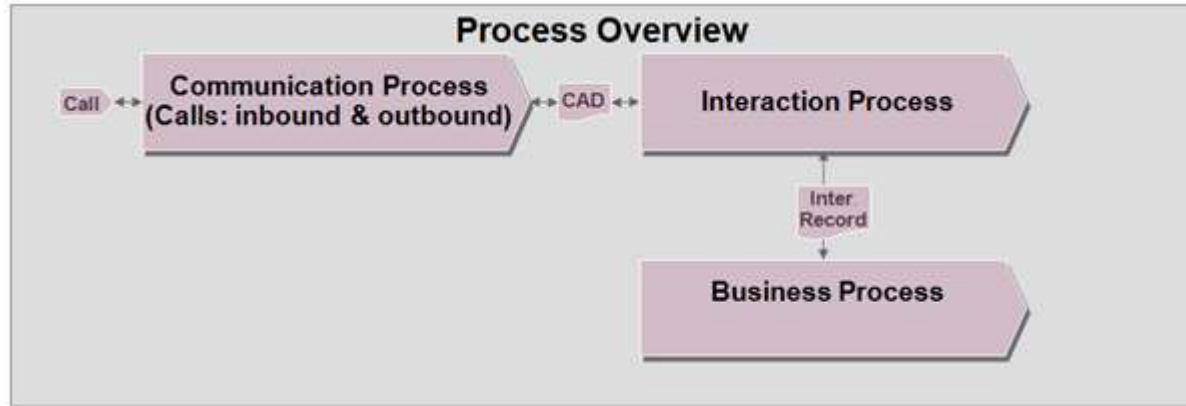 Process Overview
Call
Communication Process
(Calls: inbound & outbound)
CAD
Interaction Process
Inter.
Record
Business Process